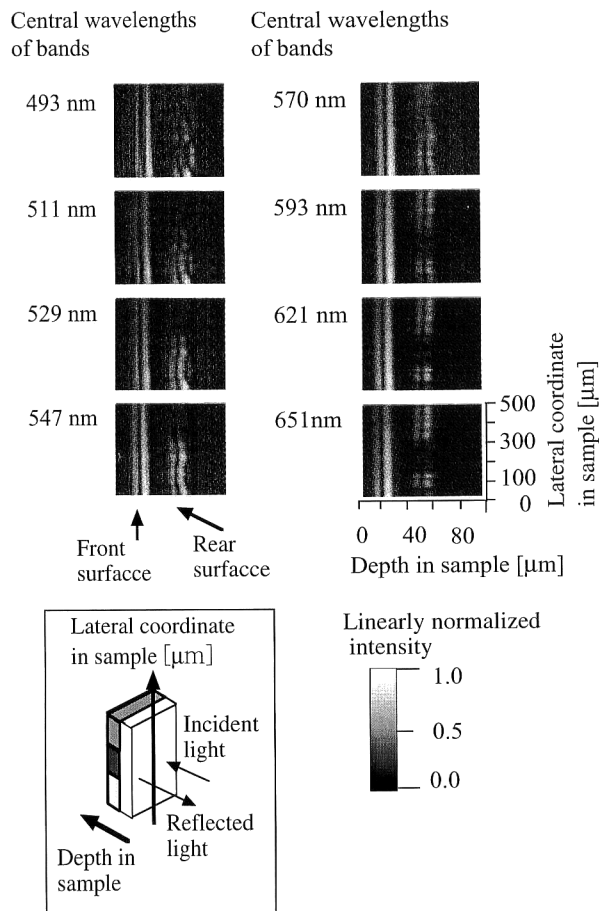 Central wavelengths
of bands
493 nm
511 nm
529 nm
547 nm
Front
surfacce
Rear
surfacce
Central wavelengths
of bands
570 nm
593 nm
621 nm
651nm
500
300
100
0
Lateral coordinate
in sample [μm]
0 40 80
Depth in sample [μm]
Lateral coordinate
in sample [μm]
Incident
light
Reflected
light
Depth in
sample
Linearly normalized
intensity
1.0
0.5
0.0